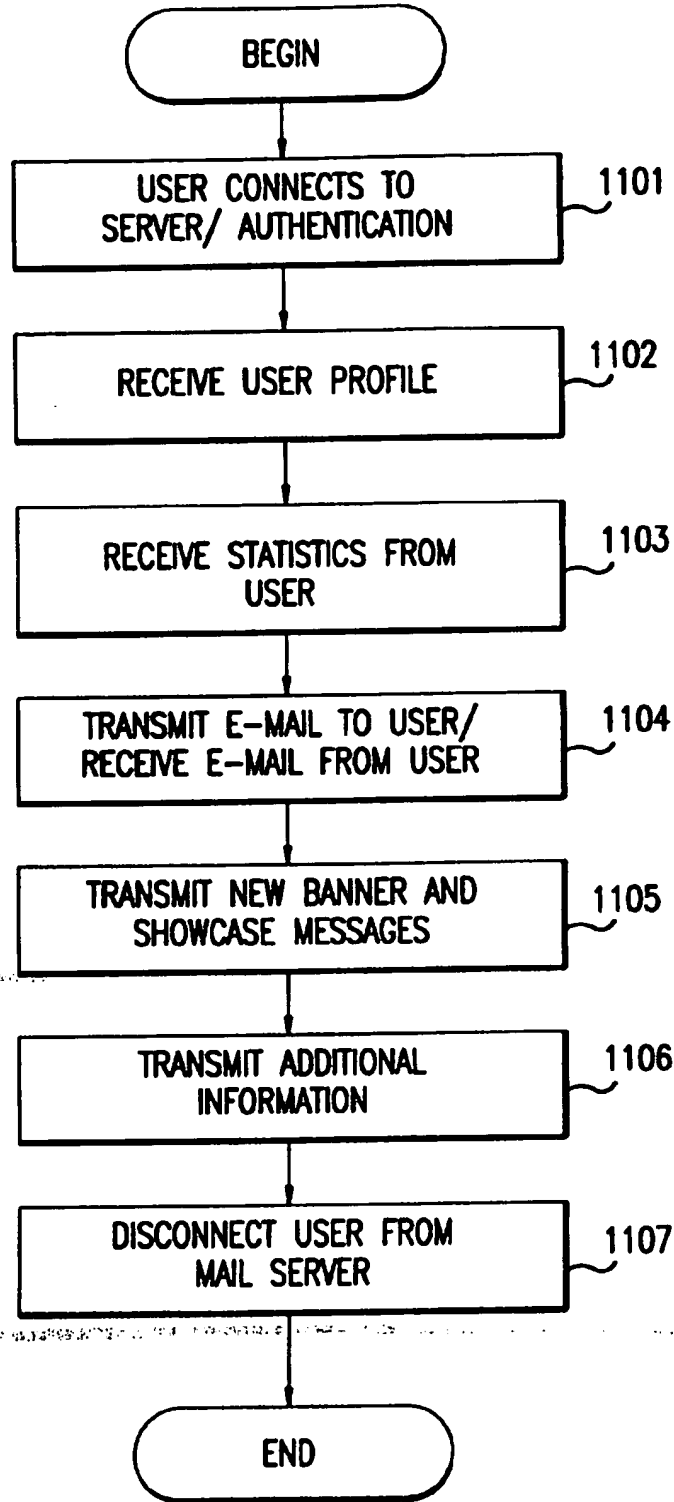 BEGIN
USER CONNECTS TO
SERVER/ AUTHENTICATION
1101
RECEIVE USER PROFILE
1102
RECEIVE STATISTICS FROM
USER
1103
TRANSMIT E-MAIL TO USER/
RECEIVE E-MAIL FROM USER
1104
TRANSMIT NEW BANNER AND
SHOWCASE MESSAGES
1105
TRANSMIT ADDITIONAL
INFORMATION
1106
DISCONNECT USER FROM
MAIL SERVER
1107
END